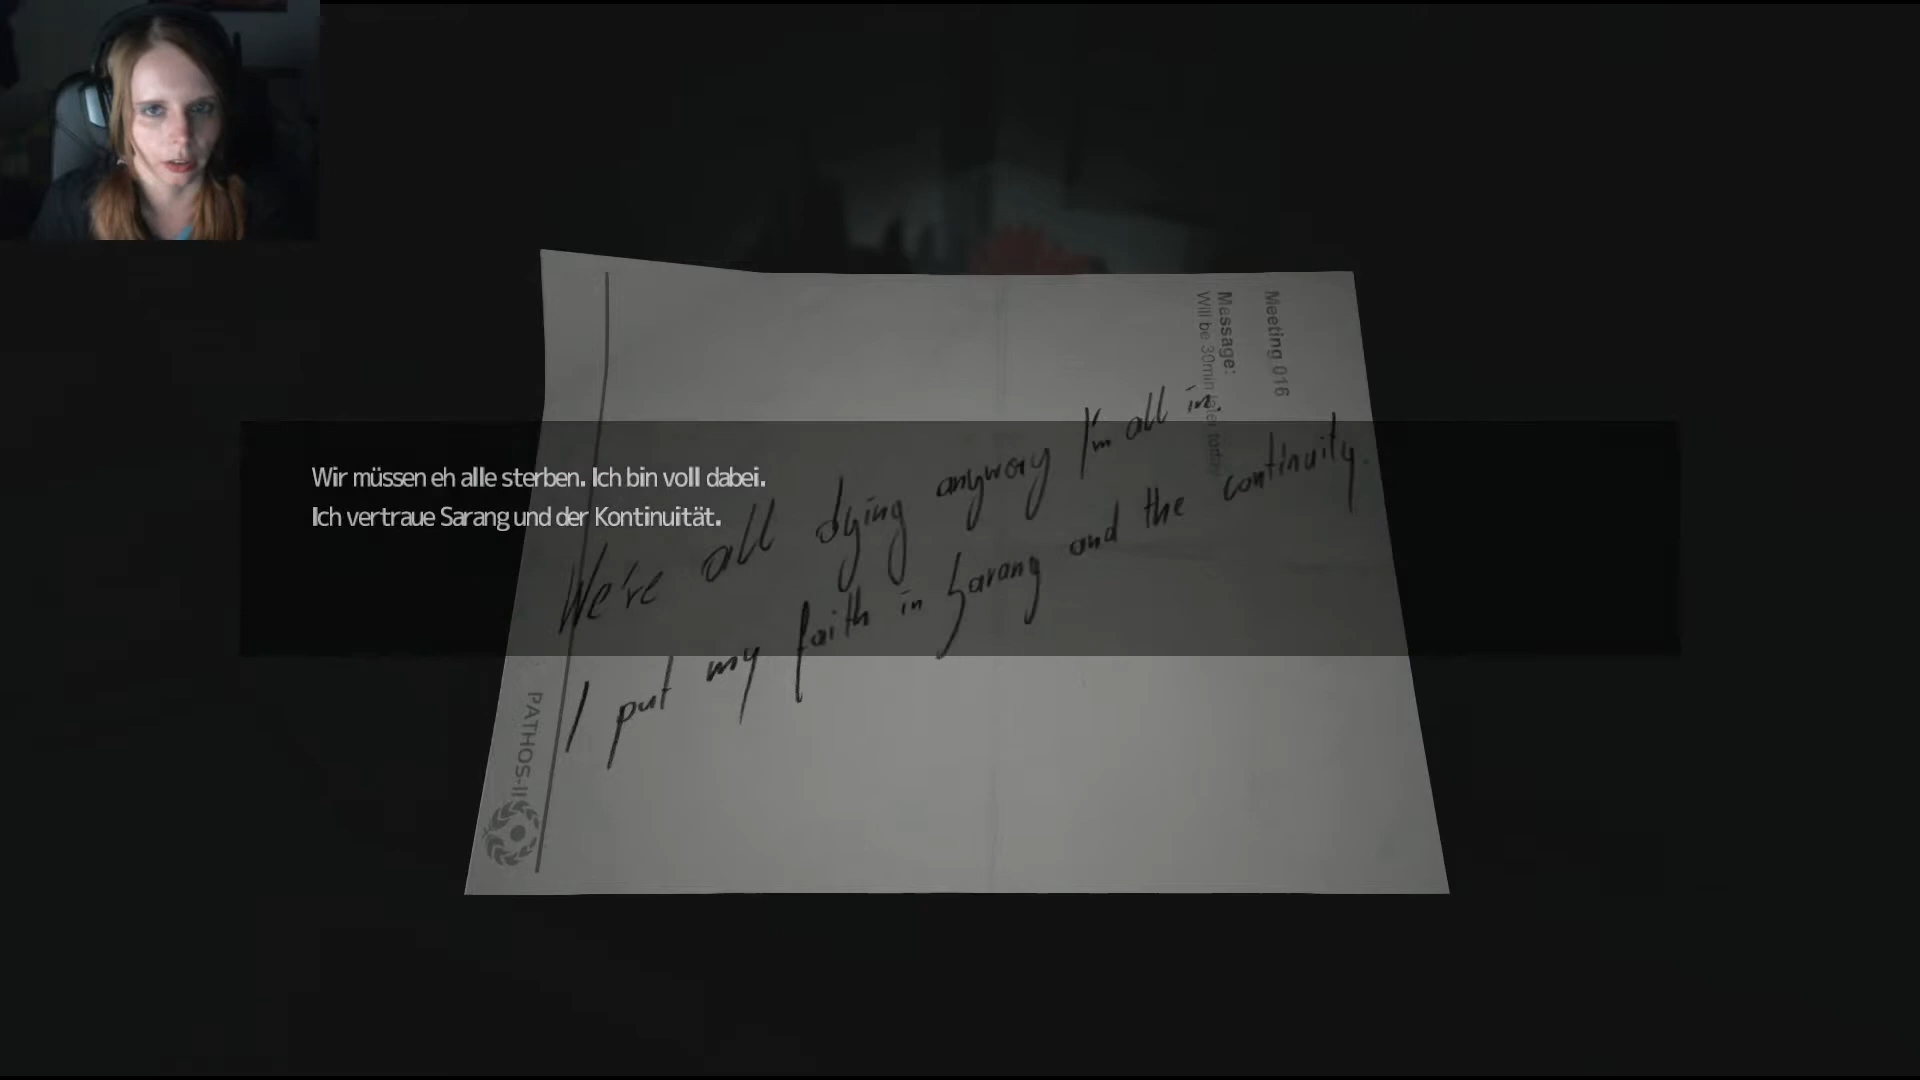 Meeting 016
Message:
Will be 30min later today
Wir müssen eh alle sterben. Ich bin voll dabei.
Ich vertraue Sarang und der Kontinuität.
We're all dying anyway I'm all in.
I put my faith in Sarang and the continuity.
PATHOS-II